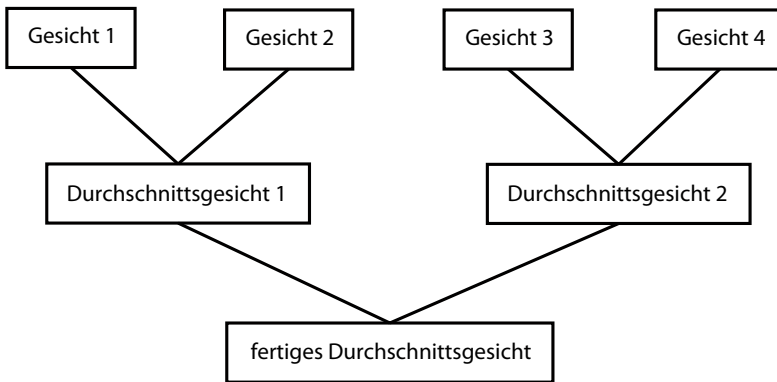 Gesicht 1
Gesicht 2
Gesicht 3
Gesicht 4
Durchschnittsgesicht 1
Durchschnittsgesicht 2
fertiges Durchschnittsgesicht